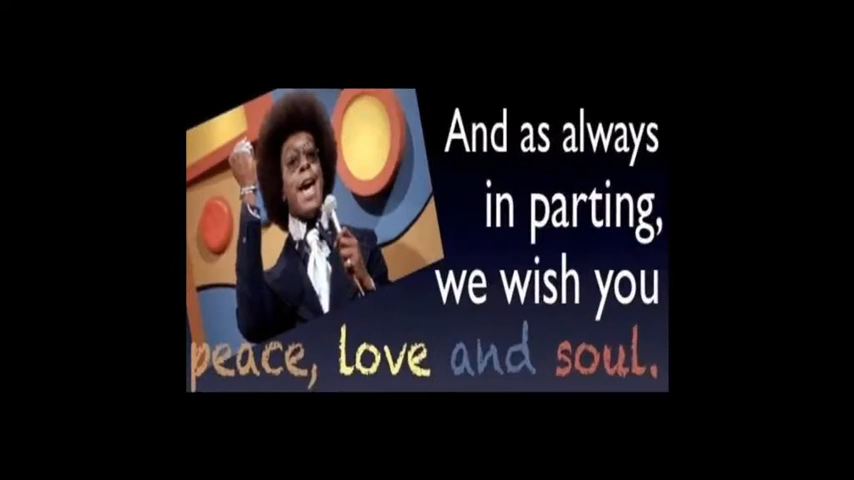 And as always
in parting,
we wish you
peace, love and soul.